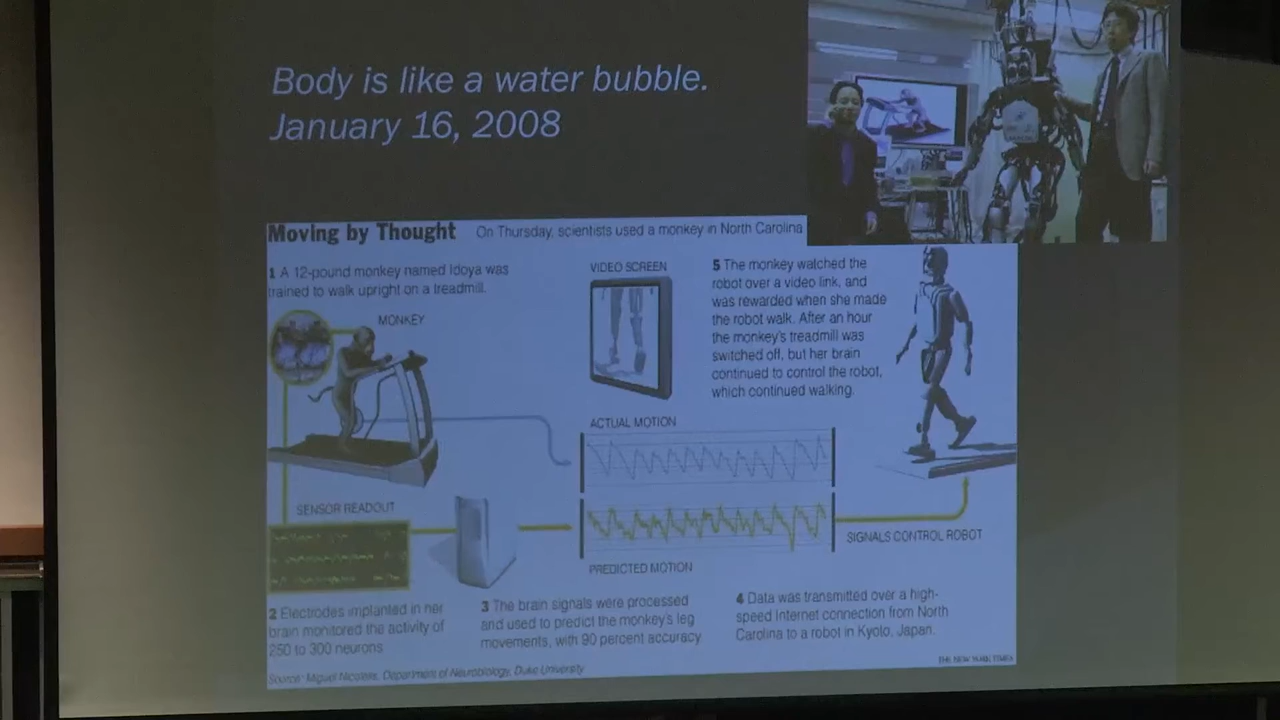 Body is like a water bubble.
January 16, 2008
Moving by Thought On Thursday, scientists used a monkey in North Carolina
1 A 12-pound monkey named Idoya was
trained to walk upright on a treadmill.
MONKEY
VIDEO SCREEN
5 The monkey watched the
robot over a video link, and
was rewarded when she made
the robot walk. After an hour
the monkey's treadmill was
switched off, but her brain
continued to control the robot,
which continued walking.
ACTUAL MOTION
SENSOR READOUT
PREDICTED MOTION
SIGNALS CONTROL ROBOT
2 Electrodes implanted in her
brain monitored the activity of
250 to 300 neurons
3 The brain signals were processed
and used to predict the monkey's leg
movements, with 90 percent accuracy
4 Data was transmitted over a high-
speed Internet connection from North
Carolina to a robot in Kyoto, Japan.
Source: Miguel Nicolelis, Department of Neurobiology, Duke University
THE NEW YORK TIMES